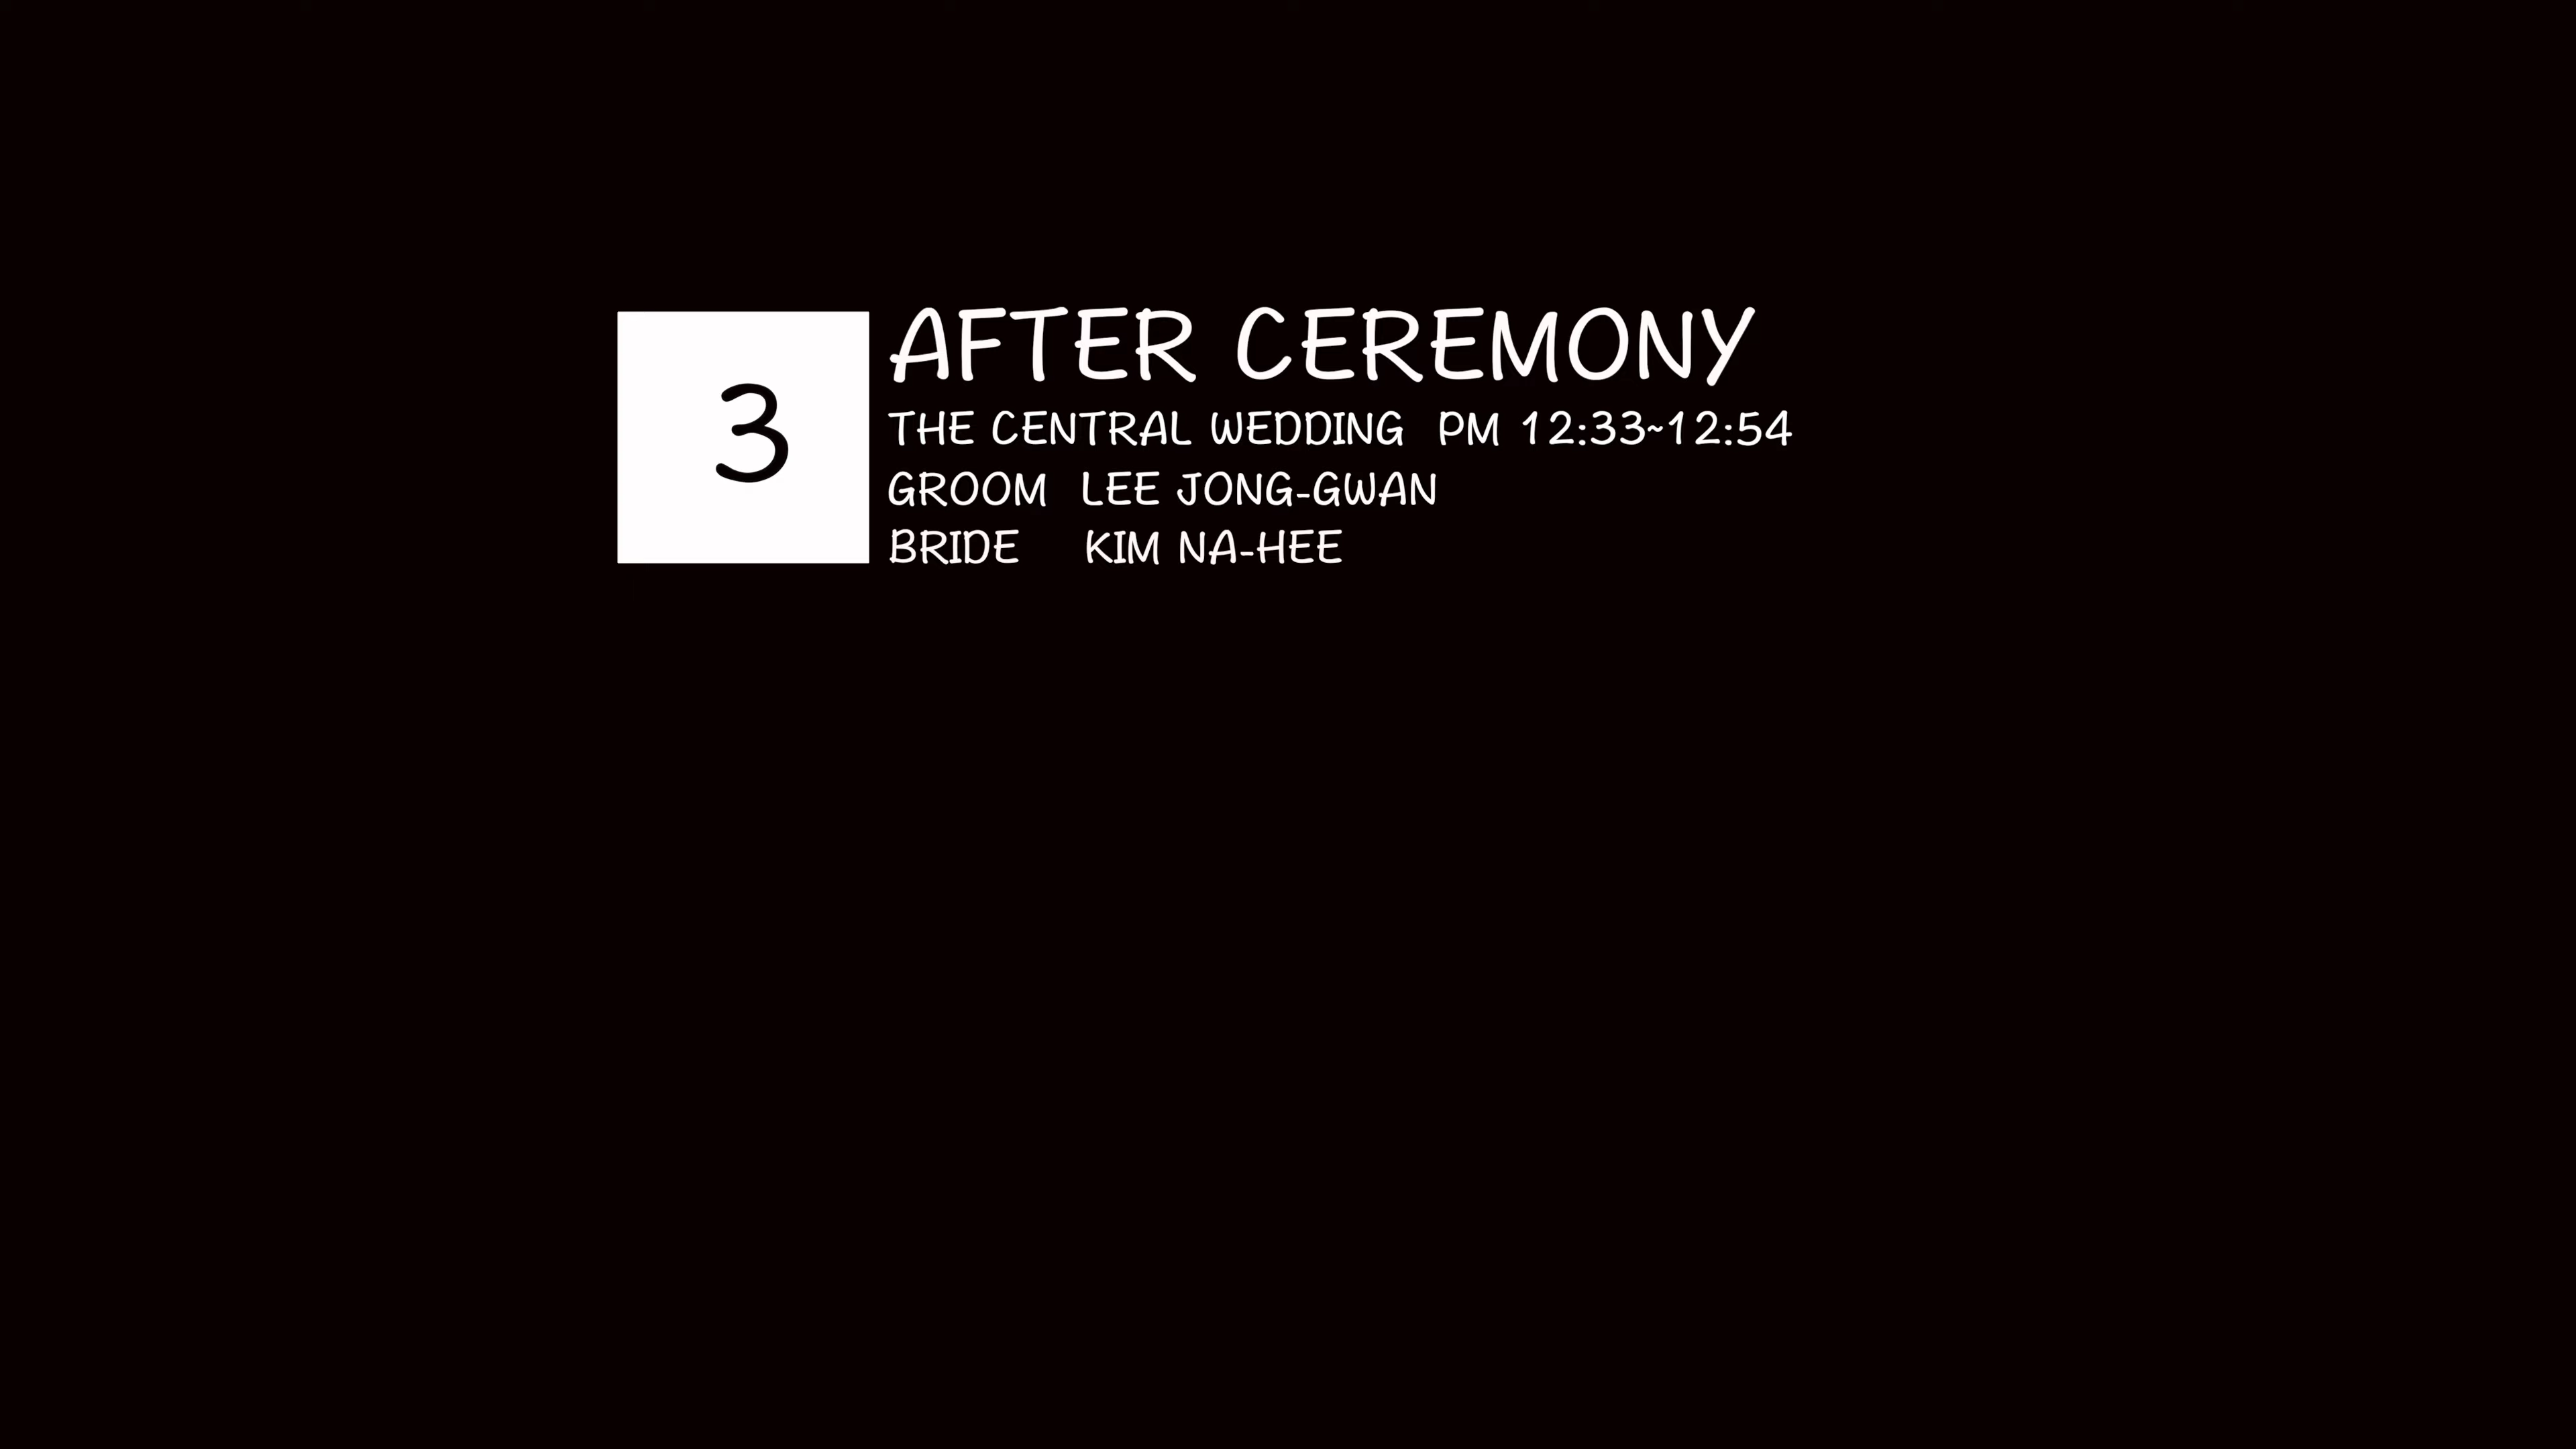 3
AFTER CEREMONY
THE CENTRAL WEDDING PM 12:33~12:54
GROOM LEE JONG-GWAN
BRIDE KIM NA-HEE